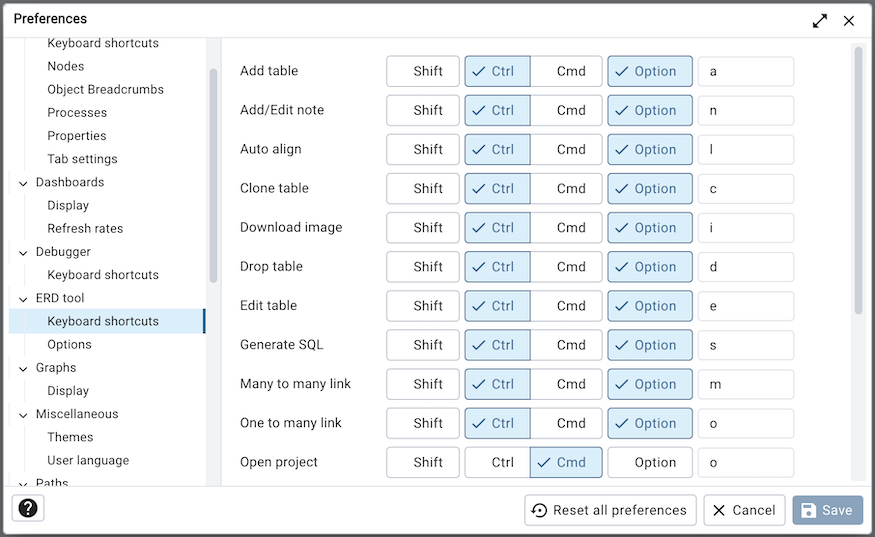 Preferences
Keyboard shortcuts
Nodes
Object Breadcrumbs
Processes
Properties
Tab settings
Dashboards
Display
Refresh rates
Debugger
Keyboard shortcuts
ERD tool
Keyboard shortcuts
Options
Graphs
Display
Miscellaneous
Themes
User language
Paths
Add table Shift Ctrl Cmd Option a
Add/Edit note Shift Ctrl Cmd Option n
Auto align Shift Ctrl Cmd Option l
Clone table Shift Ctrl Cmd Option c
Download image Shift Ctrl Cmd Option i
Drop table Shift Ctrl Cmd Option d
Edit table Shift Ctrl Cmd Option e
Generate SQL Shift Ctrl Cmd Option s
Many to many link Shift Ctrl Cmd Option m
One to many link Shift Ctrl Cmd Option o
Open project Shift Ctrl Cmd Option o
? Reset all preferences Cancel Save